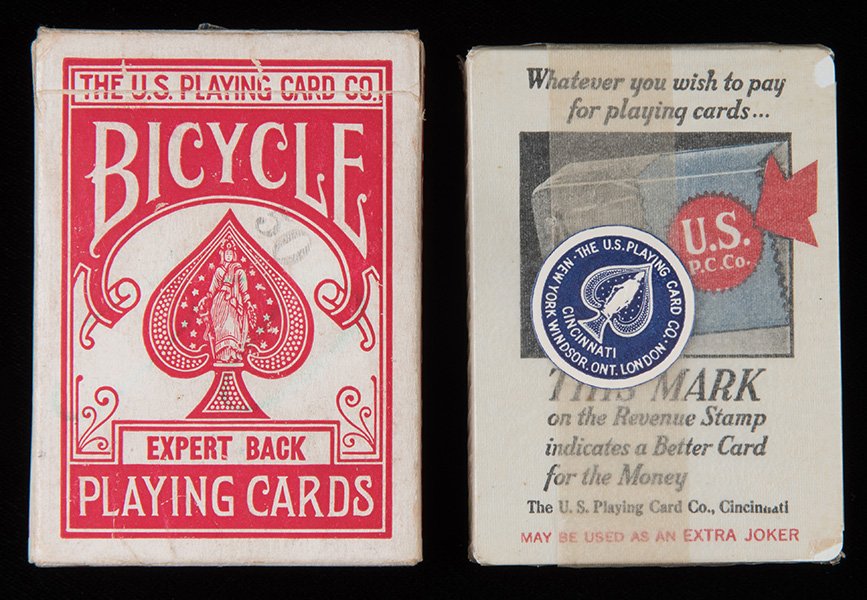 THE U.S. PLAYING CARD CO.
BICYCLE
EXPERT BACK
PLAYING CARDS
Whatever you wish to pay
for playing cards...
U.S.
P.C.Co.
THE U.S. PLAYING CARD CO.
NEW YORK WINDSOR, ONT. LONDON
CINCINNATI
THIS MARK
on the Revenue Stamp
indicates a Better Card
for the Money
The U. S. Playing Card Co., Cincinnati
MAY BE USED AS AN EXTRA JOKER